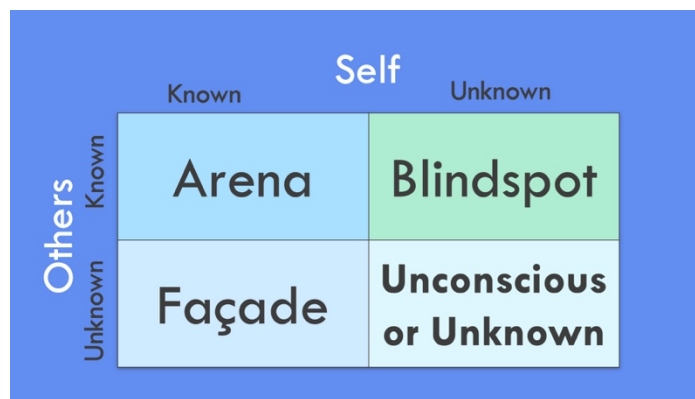 Self
Known Unknown
Others
Known
Arena Blindspot
Unknown
Façade
Unconscious
or Unknown